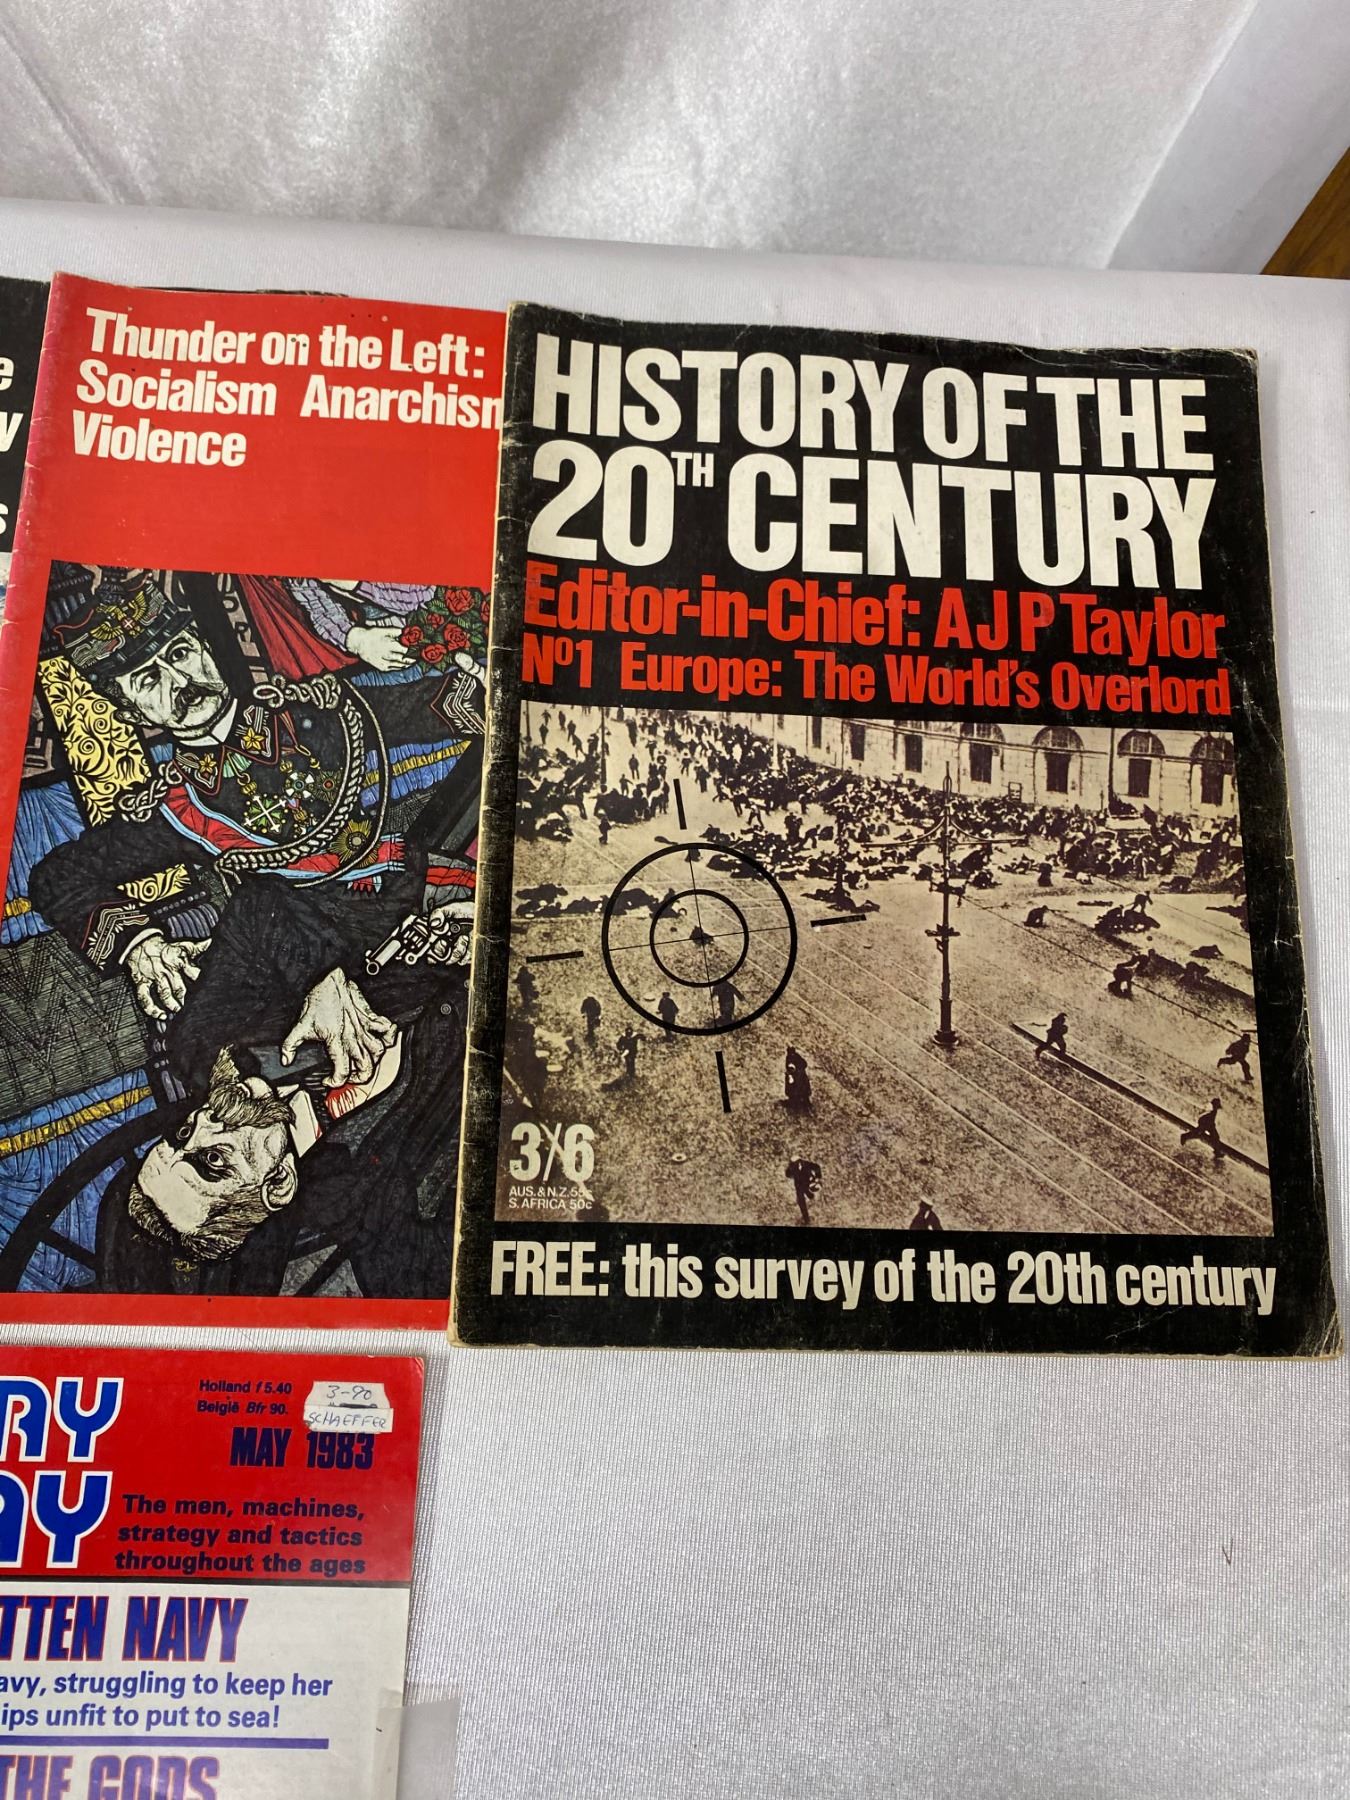 Thunder on the Left:
Socialism Anarchism
Violence
HISTORY OF THE
20TH CENTURY
Editor-in-Chief: A J P Taylor
Nº1 Europe: The World's Overlord
3/6
AUS. & N.Z. 55c
S. AFRICA 50c
FREE: this survey of the 20th century
Holland f 5.40
België Bfr 90.
3-90
SCHAEFFER
MAY 1983
The men, machines,
strategy and tactics
throughout the ages
TTEN NAVY
avy, struggling to keep her
ips unfit to put to sea!
THE GODS